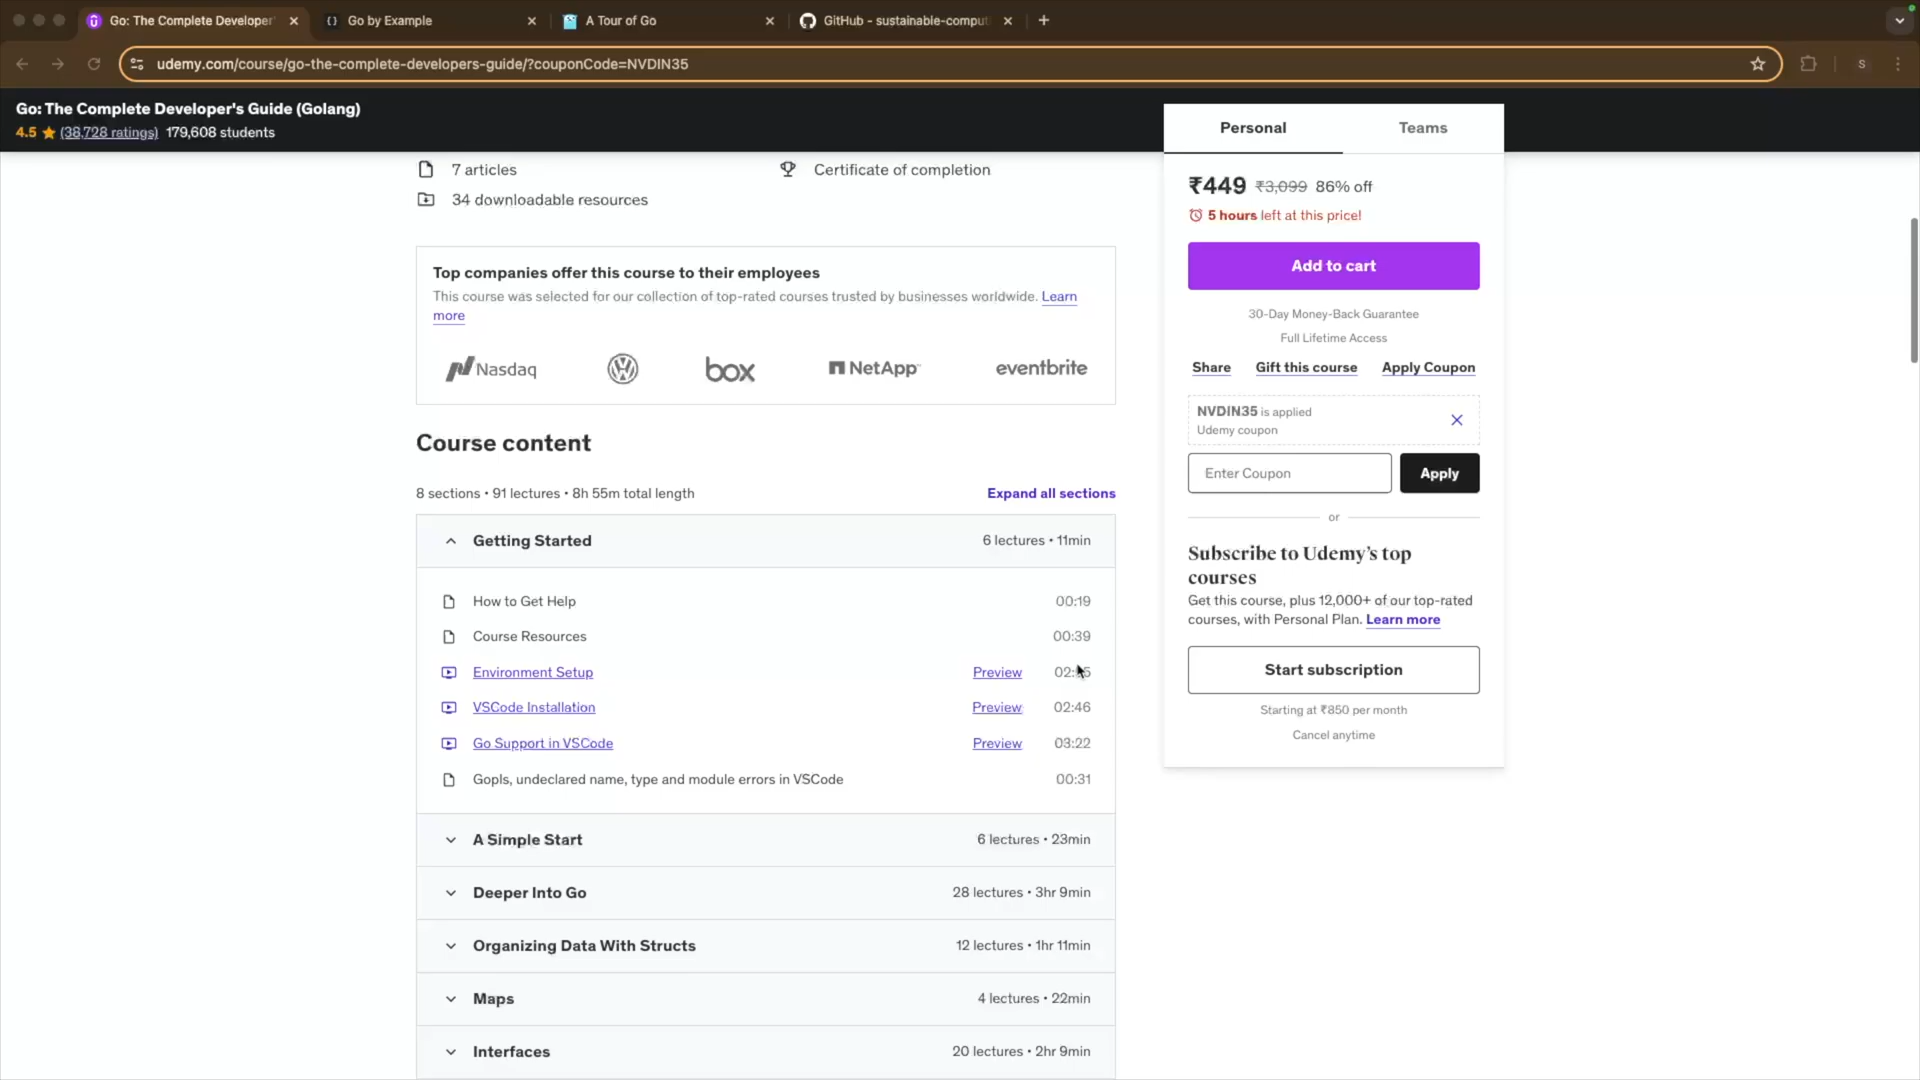 Go: The Complete Developer'
Go by Example
A Tour of Go
GitHub - sustainable-comput
udemy.com/course/go-the-complete-developers-guide/?couponCode=NVDIN35
S
Go: The Complete Developer's Guide (Golang)
4.5 (38,728 ratings) 179,608 students
7 articles
Certificate of completion
34 downloadable resources
Top companies offer this course to their employees
This course was selected for our collection of top-rated courses trusted by businesses worldwide. Learn
more
Nasdaq
box
NetApp
eventbrite
Course content
8 sections • 91 lectures • 8h 55m total length
Expand all sections
Getting Started
6 lectures • 11min
How to Get Help
00:19
Course Resources
00:39
Environment Setup
Preview
VSCode Installation
Preview
02:46
Go Support in VSCode
Preview
03:22
Gopls, undeclared name, type and module errors in VSCode
00:31
A Simple Start
6 lectures • 23min
Deeper Into Go
28 lectures • 3hr 9min
Organizing Data With Structs
12 lectures • 1hr 11min
Maps
4 lectures • 22min
Interfaces
20 lectures • 2hr 9min
Personal
Teams
₹449 ₹3,099 86% off
5 hours left at this price!
Add to cart
30-Day Money-Back Guarantee
Full Lifetime Access
Share
Gift this course
Apply Coupon
NVDIN35 is applied
Udemy coupon
Enter Coupon
Apply
or
Subscribe to Udemy's top
courses
Get this course, plus 12,000+ of our top-rated
courses, with Personal Plan. Learn more
Start subscription
Starting at ₹850 per month
Cancel anytime